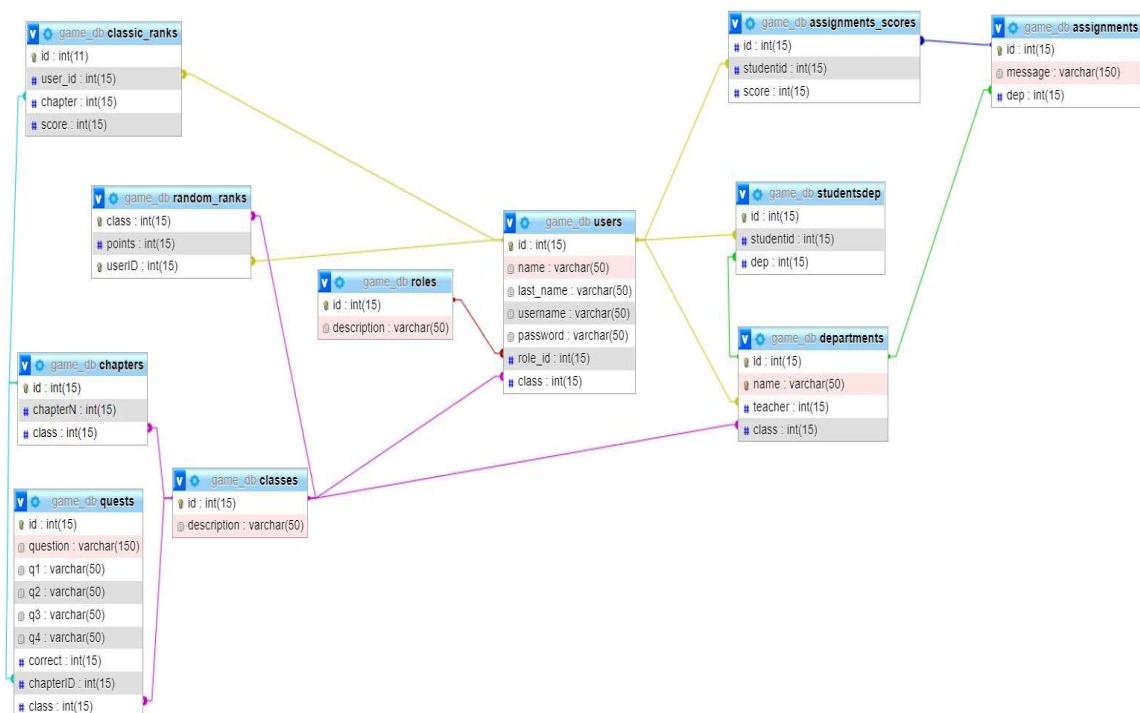 game_db classic_ranks
id : int(11)
user_id : int(15)
chapter : int(15)
score : int(15)
game_db random_ranks
class : int(15)
points : int(15)
userID : int(15)
game_db roles
id : int(15)
description : varchar(50)
game_db chapters
id : int(15)
chapterN : int(15)
class : int(15)
game_db quests
id : int(15)
question : varchar(150)
q1 : varchar(50)
q2 : varchar(50)
q3 : varchar(50)
q4 : varchar(50)
correct : int(15)
chapterID : int(15)
class : int(15)
game_db classes
id : int(15)
description : varchar(50)
game_db users
id : int(15)
name : varchar(50)
last_name : varchar(50)
username : varchar(50)
password : varchar(50)
role_id : int(15)
class : int(15)
game_db assignments_scores
id : int(15)
studentid : int(15)
score : int(15)
game_db assignments
id : int(15)
message : varchar(150)
dep : int(15)
game_db studentsdep
id : int(15)
studentid : int(15)
dep : int(15)
game_db departments
id : int(15)
name : varchar(50)
teacher : int(15)
class : int(15)